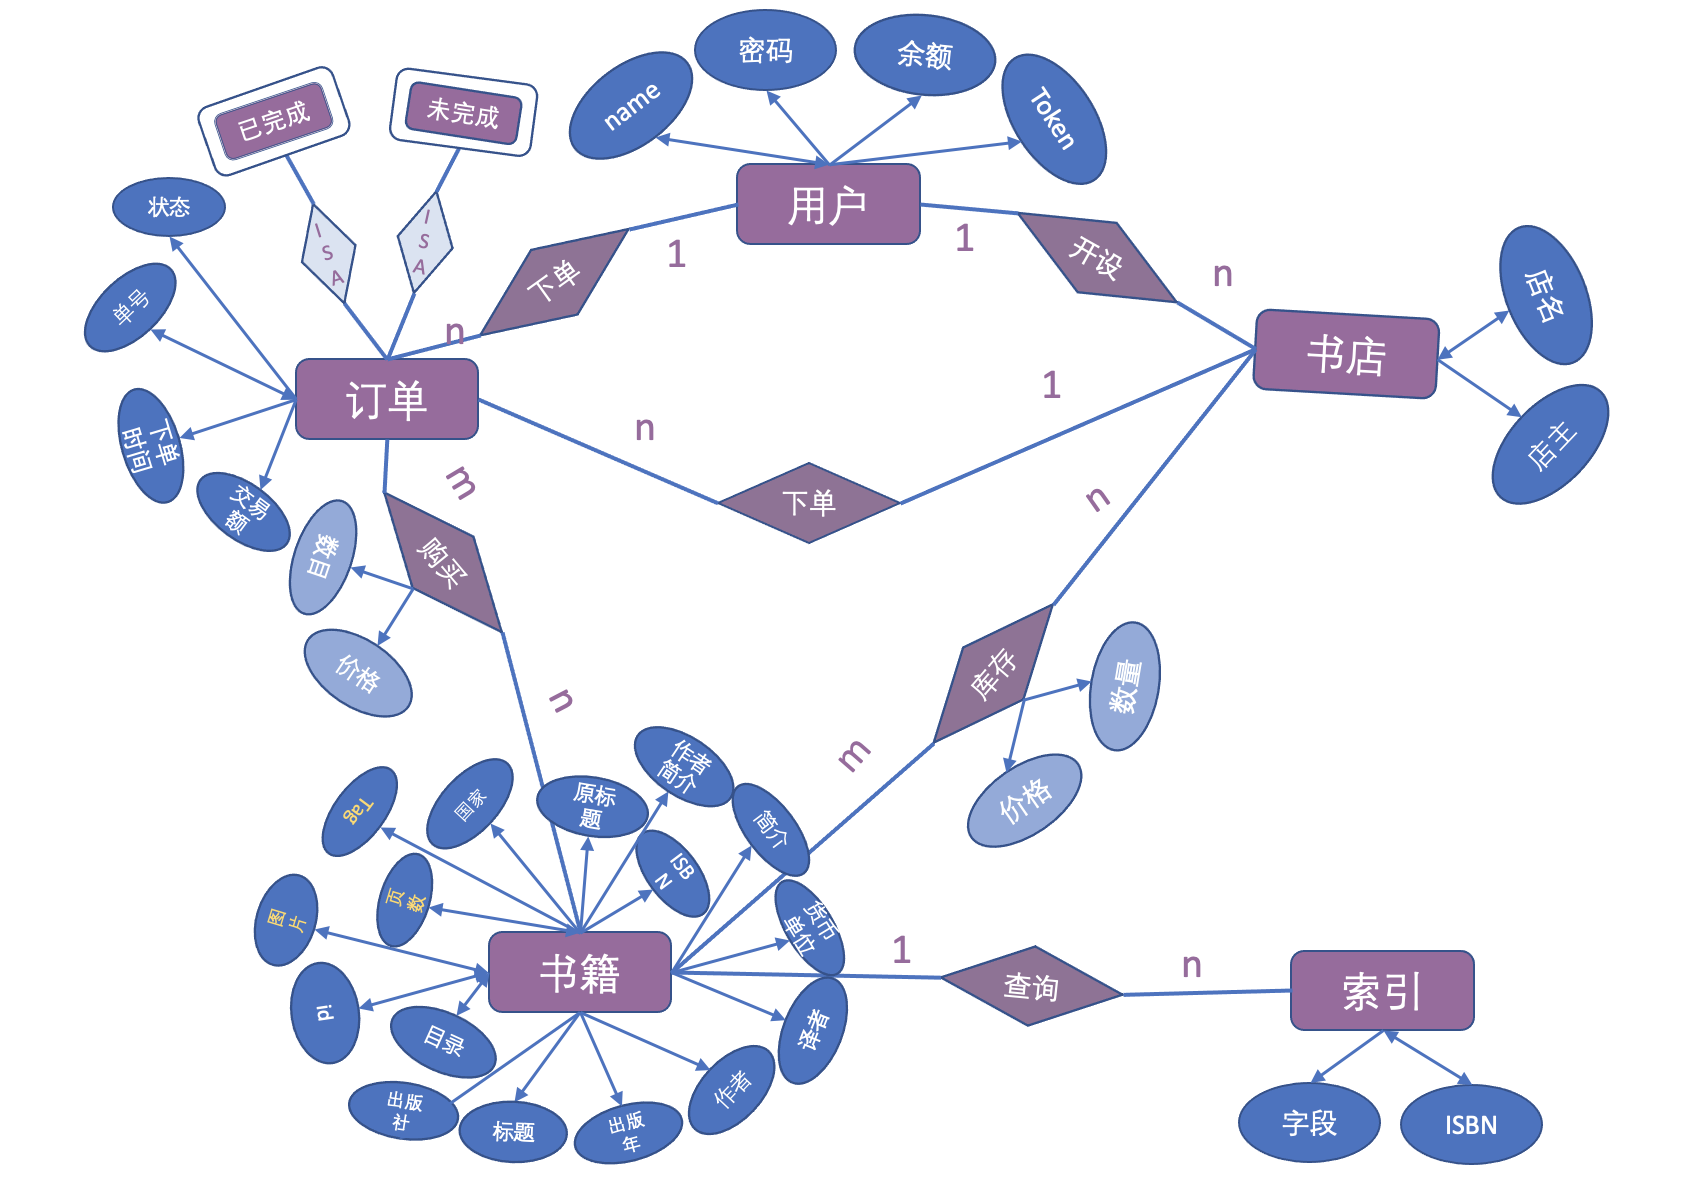 密码
余额
name
Token
已完成
未完成
用户
状态
I
S
A
I
S
A
下单
1
1
开设
n
单号
n
店名
书店
订单
1
n
下单
时间
店主
m
交易
额
下单
n
数
目
购买
价格
库存
数量
n
m
价格
作者
简介
原标
题
国家
Tag
简介
ISB
N
页
数
图
片
货币
单位
书籍
1
查询
n
索引
id
目录
译者
作者
出版
社
标题
出版
年
字段
ISBN